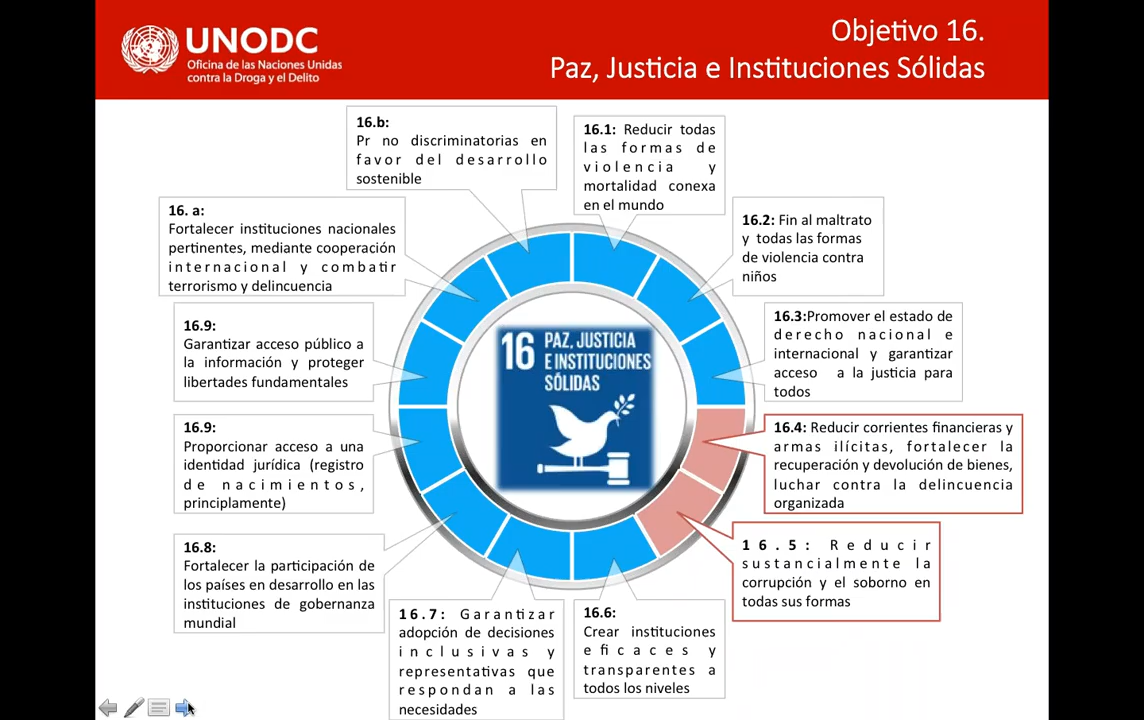 UNODC
Oficina de las Naciones Unidas
contra la Droga y el Delito
Objetivo 16.
Paz, Justicia e Instituciones Sólidas
16.b:
Pr no discriminatorias en
favor del desarrollo
sostenible
16.1: Reducir todas
las formas de
violencia y
mortalidad conexa
en el mundo
16. a:
Fortalecer instituciones nacionales
pertinentes, mediante cooperación
internacional y combatir
terrorismo y delincuencia
16.2: Fin al maltrato
y todas las formas
de violencia contra
niños
16.9:
Garantizar acceso público a
la información y proteger
libertades fundamentales
16.3:Promover el estado de
derecho nacional e
internacional y garantizar
acceso a la justicia para
todos
16 PAZ, JUSTICIA
E INSTITUCIONES
SÓLIDAS
16.9:
Proporcionar acceso a una
identidad jurídica (registro
de nacimientos,
principlamente)
16.4: Reducir corrientes financieras y
armas ilícitas, fortalecer la
recuperación y devolución de bienes,
luchar contra la delincuencia
organizada
16.8:
Fortalecer la participación de
los países en desarrollo en las
instituciones de gobernanza
mundial
16.5: Reducir
sustancialmente la
corrupción y el soborno en
todas sus formas
16.7: Garantizar
adopción de decisiones
inclusivas y
representativas que
respondan a las
necesidades
16.6:
Crear instituciones
eficaces y
transparentes a
todos los niveles